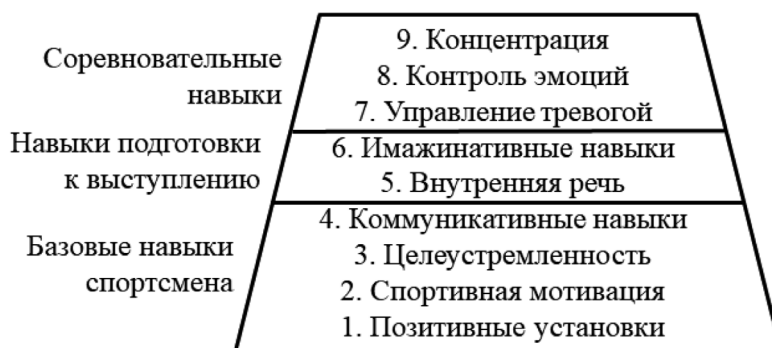 Соревновательные
навыки
9. Концентрация
8. Контроль эмоций
7. Управление тревогой
Навыки подготовки
к выступлению
6. Имажинативные навыки
5. Внутренняя речь
Базовые навыки
спортсмена
4. Коммуникативные навыки
3. Целеустремленность
2. Спортивная мотивация
1. Позитивные установки